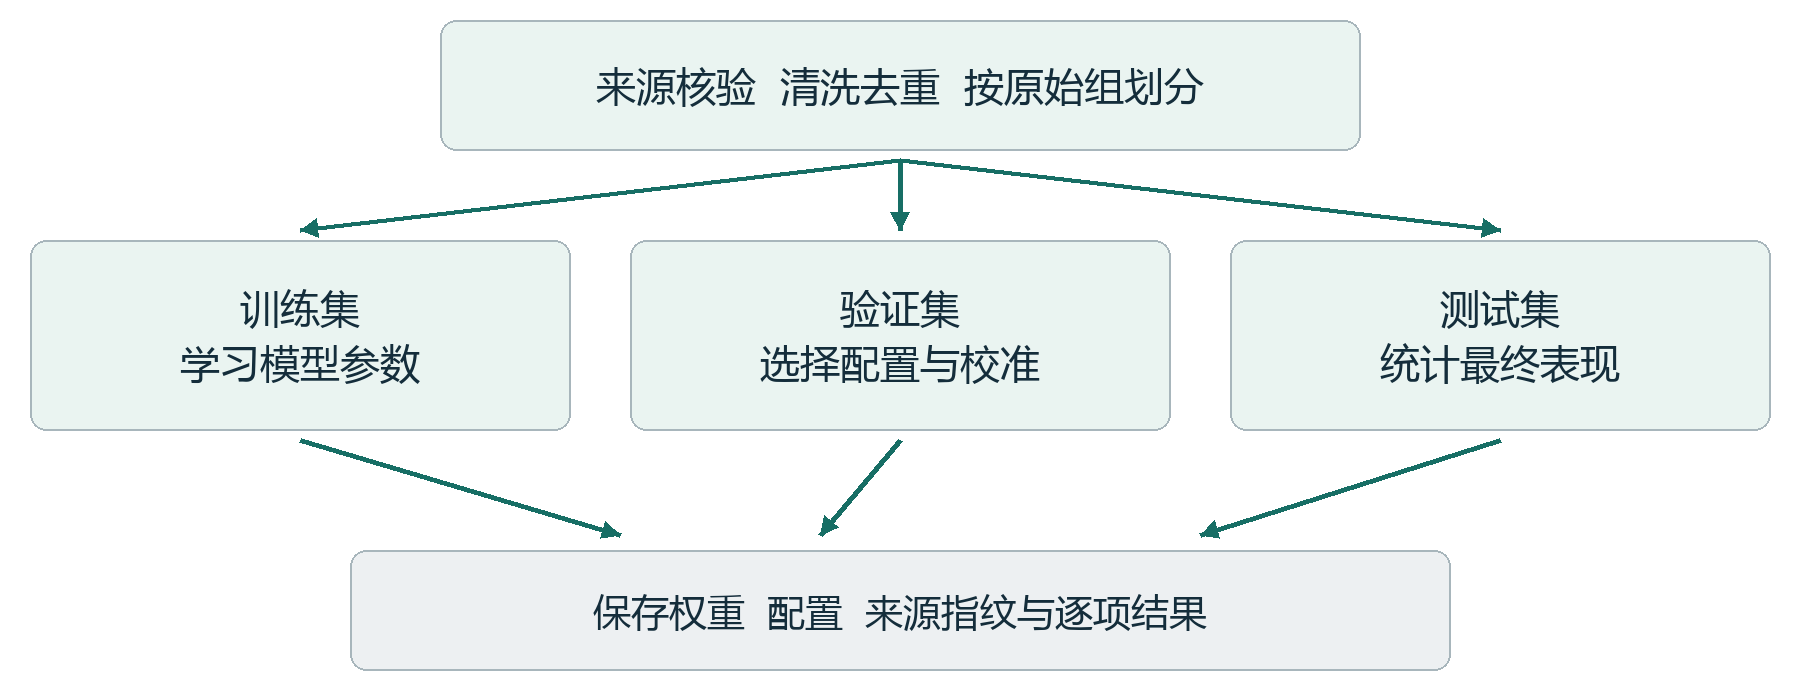 来源核验 清洗去重 按原始组划分
训练集
学习模型参数
验证集
选择配置与校准
测试集
统计最终表现
保存权重 配置 来源指纹与逐项结果